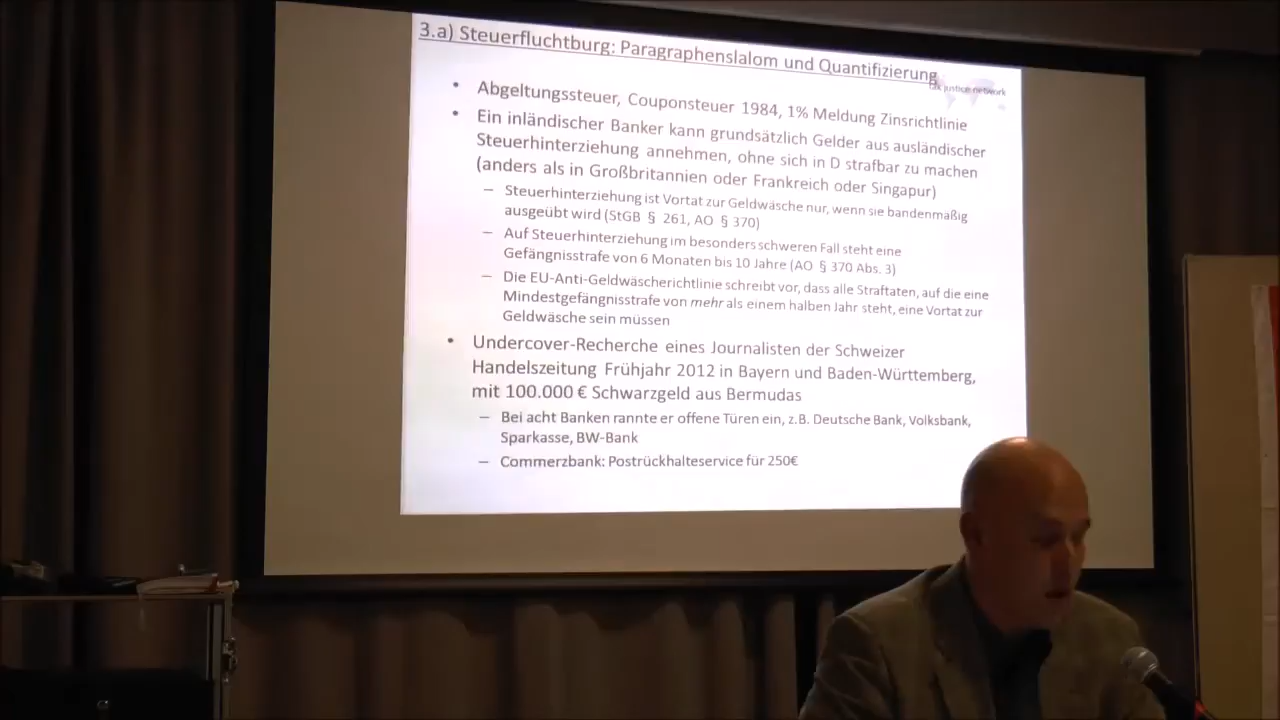 3.a) Steuerfluchtburg: Paragraphenslalom und Quantifizierung
tax justice network
• Abgeltungssteuer, Couponsteuer 1984, 1% Meldung Zinsrichtlinie
• Ein inländischer Banker kann grundsätzlich Gelder aus ausländischer
Steuerhinterziehung annehmen, ohne sich in D strafbar zu machen
(anders als in Großbritannien oder Frankreich oder Singapur)
– Steuerhinterziehung ist Vortat zur Geldwäsche nur, wenn sie bandenmäßig
ausgeübt wird (StGB § 261, AO § 370)
– Auf Steuerhinterziehung im besonders schweren Fall steht eine
Gefängnisstrafe von 6 Monaten bis 10 Jahre (AO § 370 Abs. 3)
– Die EU-Anti-Geldwäscherichtlinie schreibt vor, dass alle Straftaten, auf die eine
Mindestgefängnisstrafe von mehr als einem halben Jahr steht, eine Vortat zur
Geldwäsche sein müssen
• Undercover-Recherche eines Journalisten der Schweizer
Handelszeitung Frühjahr 2012 in Bayern und Baden-Württemberg,
mit 100.000 € Schwarzgeld aus Bermudas
– Bei acht Banken rannte er offene Türen ein, z.B. Deutsche Bank, Volksbank,
Sparkasse, BW-Bank
– Commerzbank: Postrückhalteservice für 250€